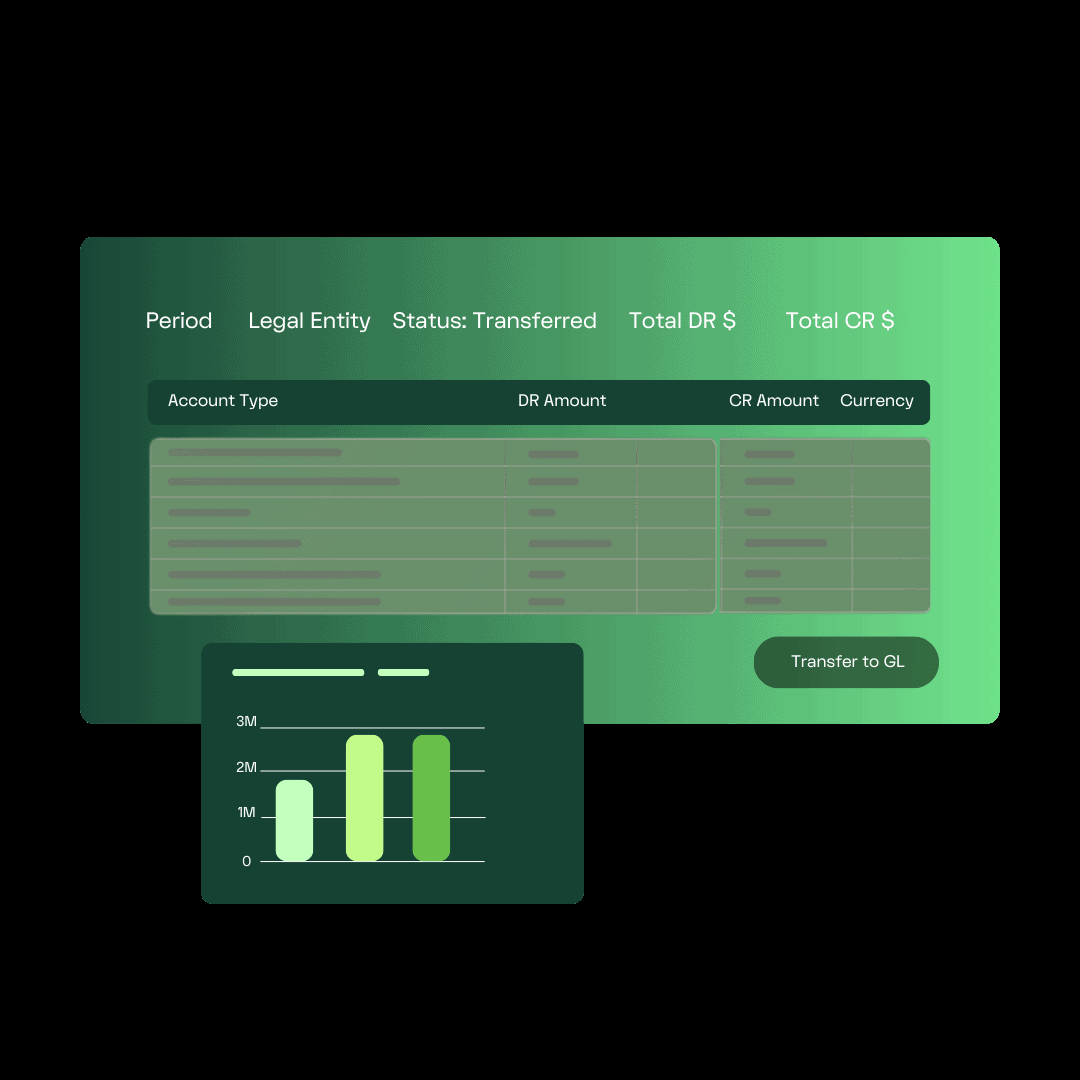 Period Legal Entity Status: Transferred Total DR $ Total CR $
Account Type DR Amount CR Amount Currency
Transfer to GL
3M
2M
1M
0